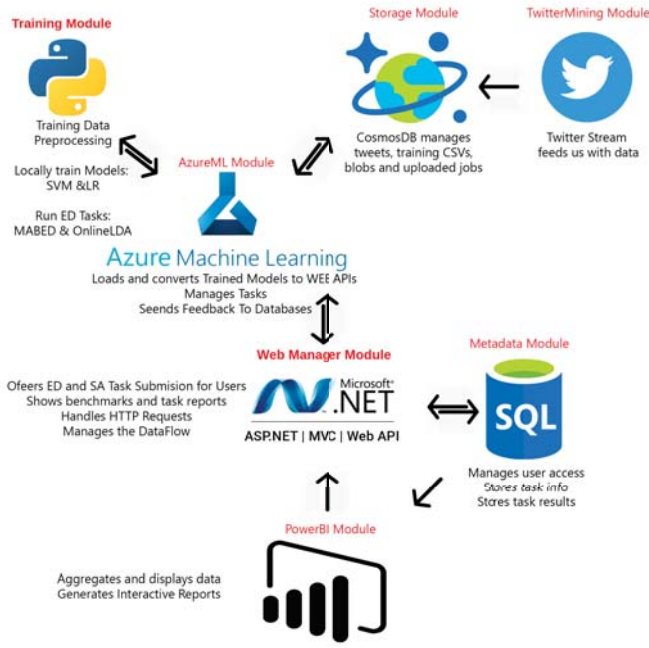 Training Module
Training Data
Preprocessing
Locally train Models:
SVM &LR
Run ED Tasks:
MABED & OnlineLDA
Storage Module
CosmosDB manages
tweets, training CSVs,
blobs and uploaded jobs
TwitterMining Module
Twitter Stream
feeds us with data
AzureML Module
Azure Machine Learning
Loads and converts Trained Models to WEE APIs
Manages Tasks
Seends Feedback To Databases
Web Manager Module
Ofeers ED and SA Task Submision for Users
Shows benchmarks and task reports
Handles HTTP Requests
Manages the DataFlow
Microsoft®
.NET
ASP.NET | MVC | Web API
Metadata Module
SQL
Manages user access
Stores task info
Stores task results
PowerBI Module
Aggregates and displays data
Generates Interactive Reports